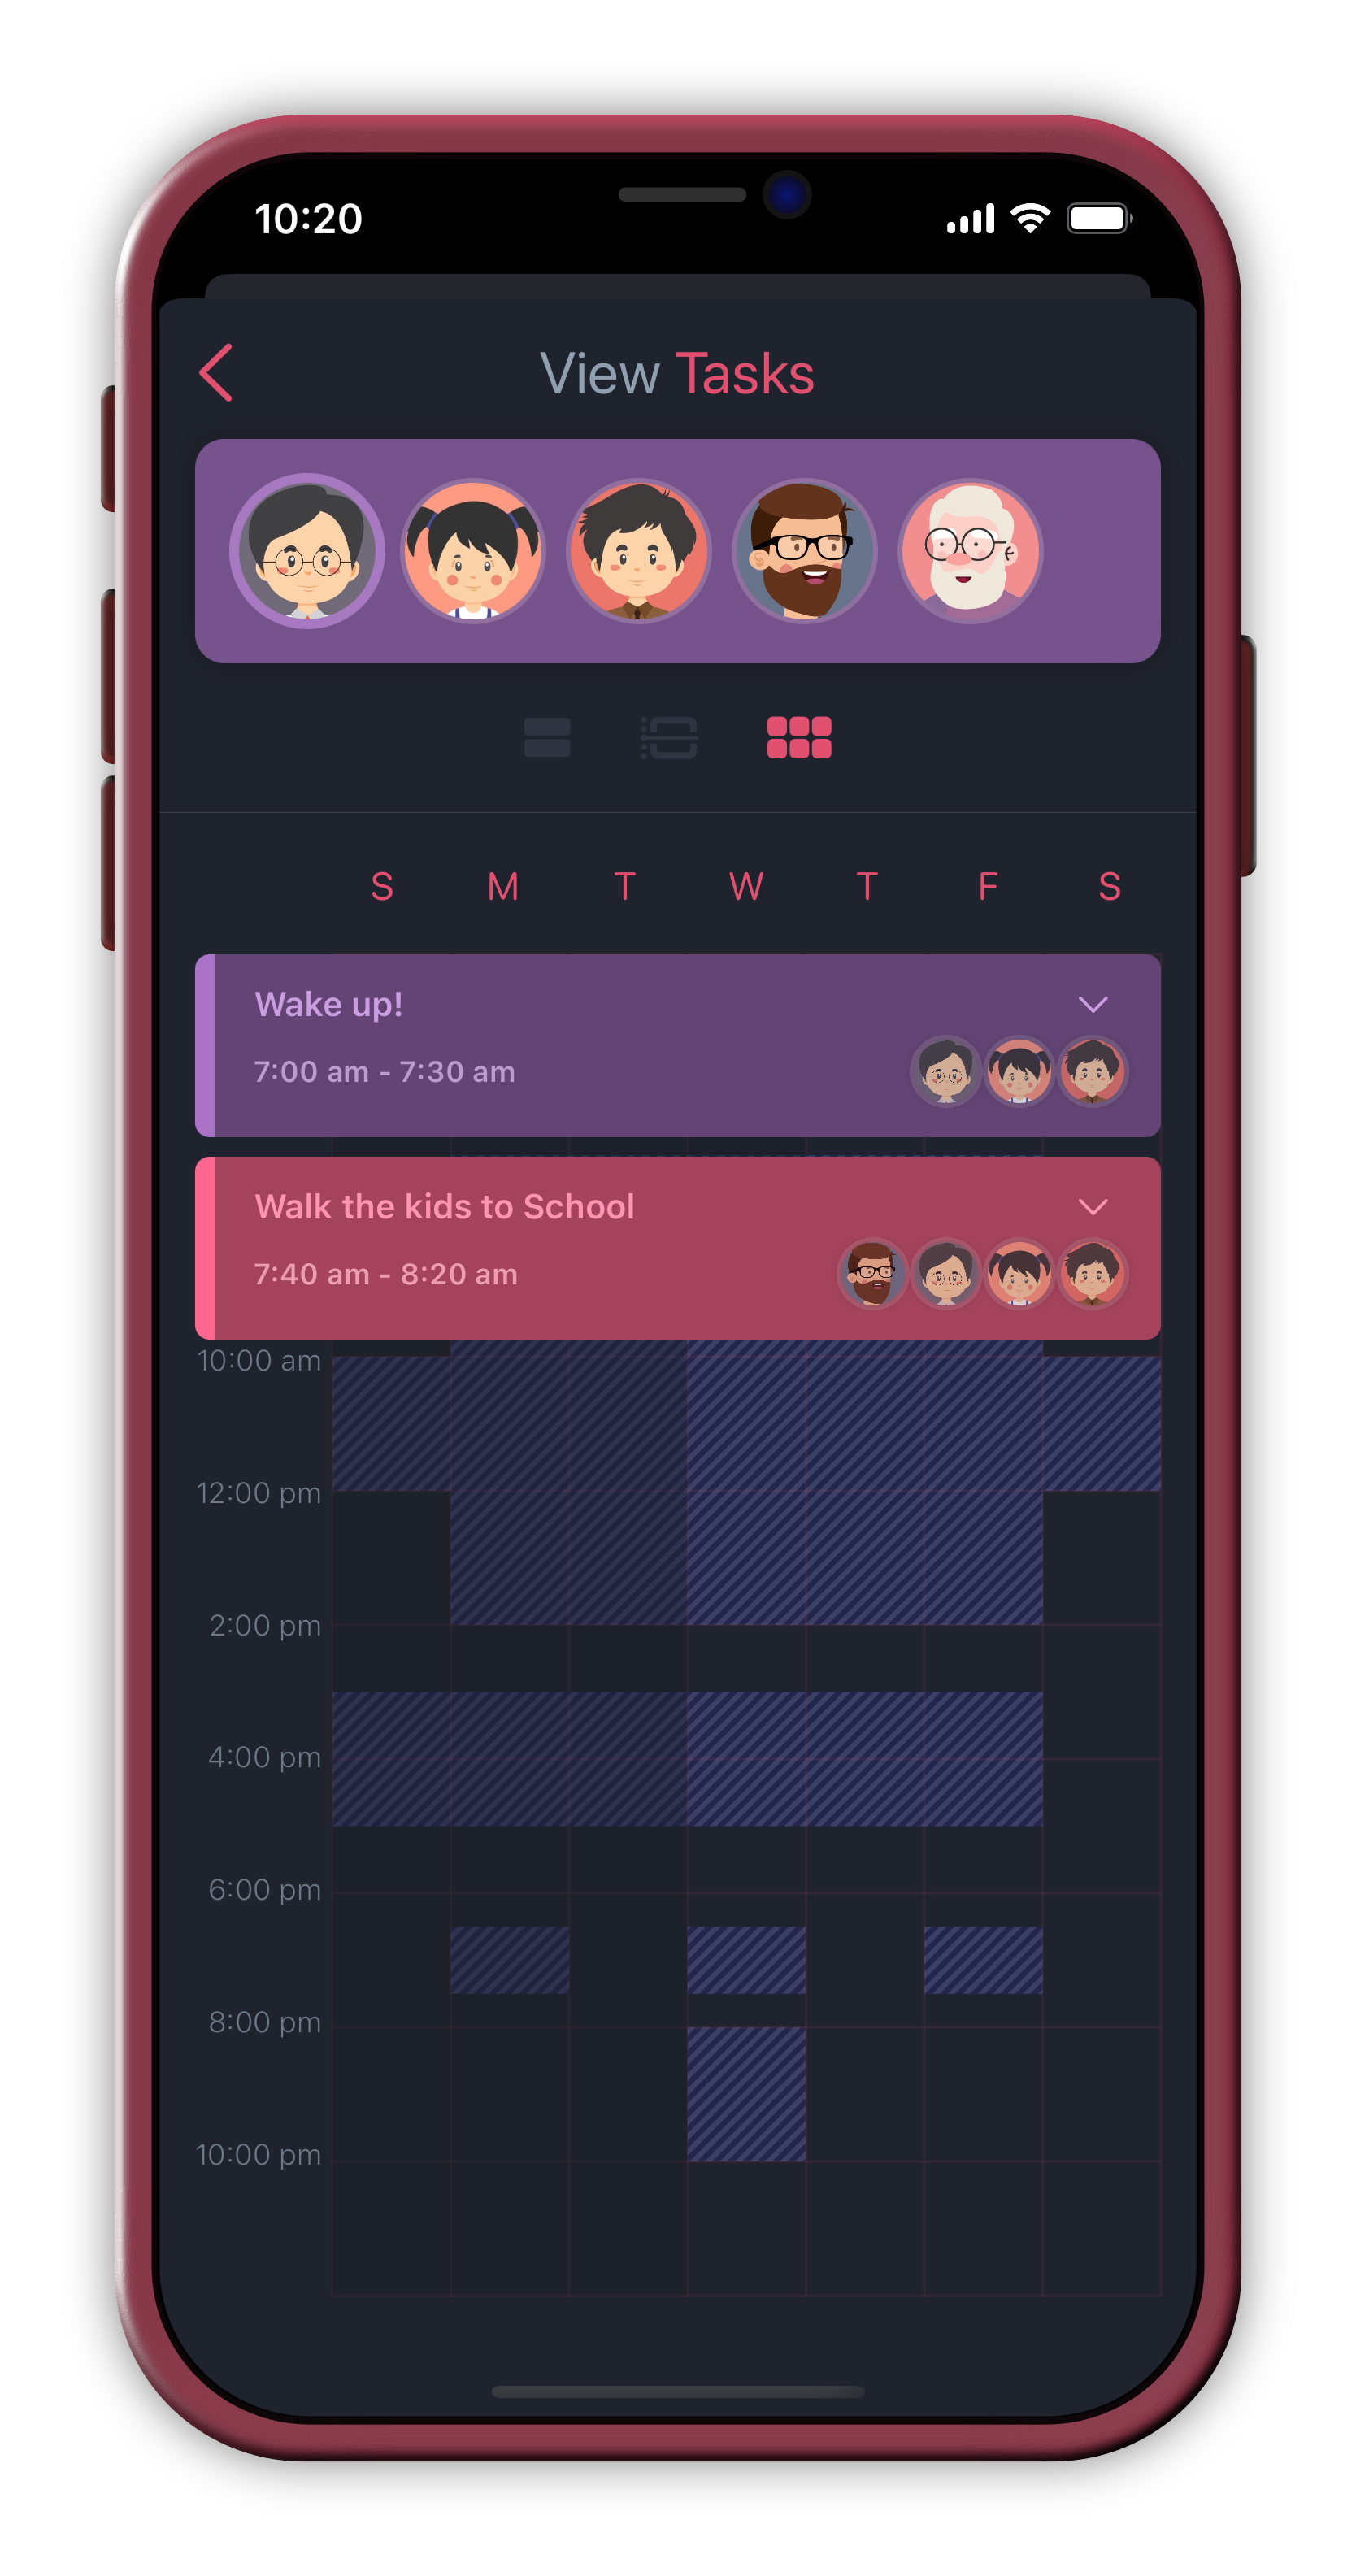 10:20
View Tasks
S M T W T F S
Wake up!
7:00 am - 7:30 am
Walk the kids to School
7:40 am - 8:20 am
10:00 am
12:00 pm
2:00 pm
4:00 pm
6:00 pm
8:00 pm
10:00 pm